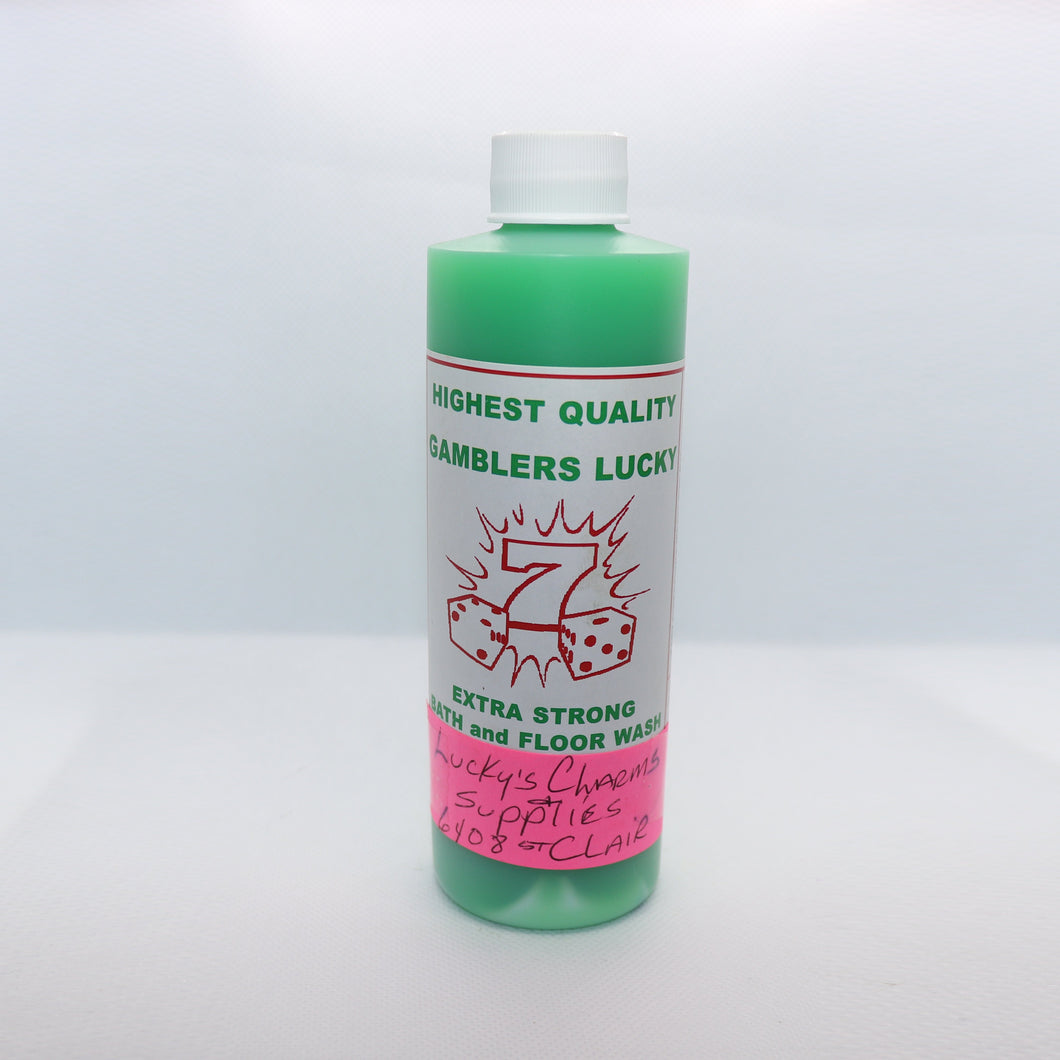 HIGHEST QUALITY
GAMBLERS LUCKY
7
EXTRA STRONG
BATH and FLOOR WASH
Lucky's Charms
& Supplies
6408 ST CLAIR